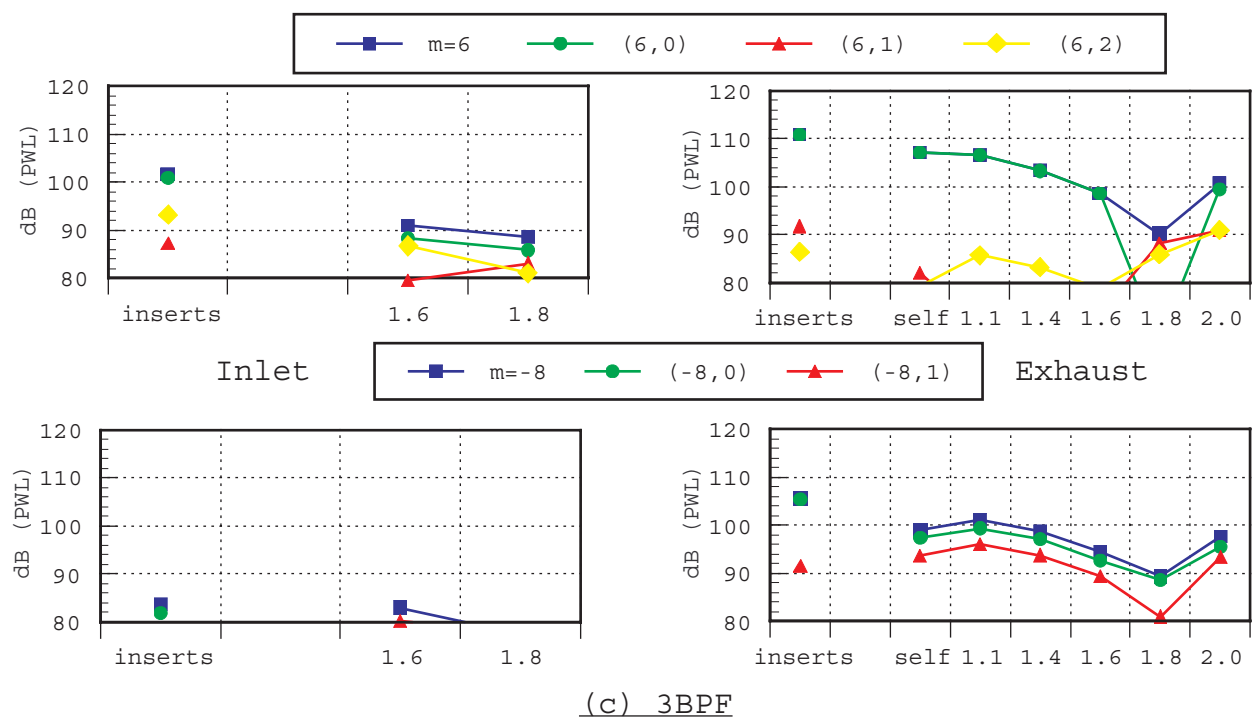 m=6 (6,0) (6,1) (6,2)
120 110 100 90 80
dB (PWL)
inserts 1.6 1.8
120 110 100 90 80
dB (PWL)
inserts self 1.1 1.4 1.6 1.8 2.0
Inlet
m=-8 (-8,0) (-8,1)
Exhaust
120 110 100 90 80
dB (PWL)
inserts 1.6 1.8
120 110 100 90 80
dB (PWL)
inserts self 1.1 1.4 1.6 1.8 2.0
(c) 3BPF